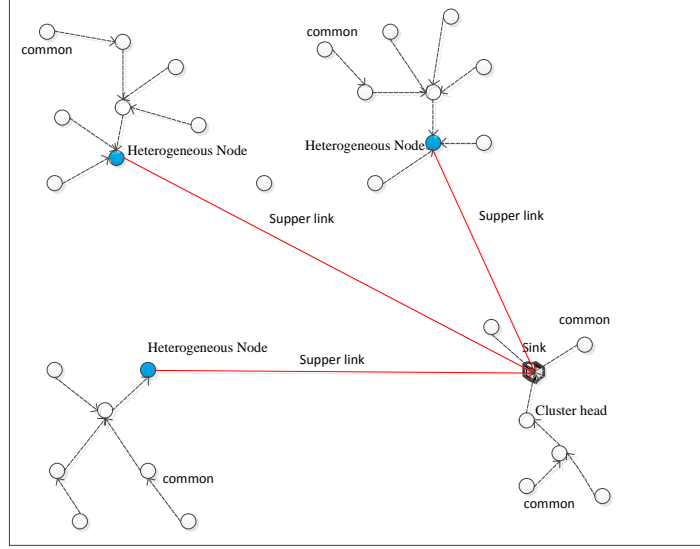 common
common
Heterogeneous Node
Heterogeneous Node
Supper link
Supper link
common
Sink
Heterogeneous Node
Supper link
Cluster head
common
common